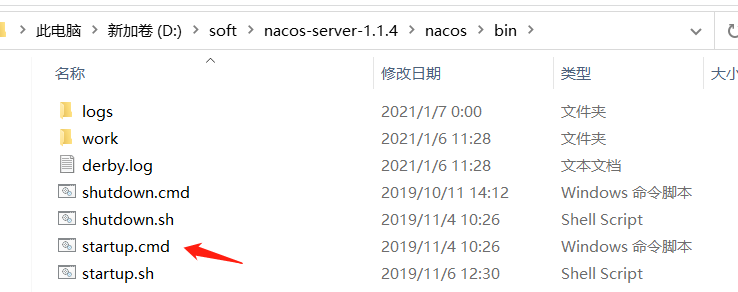 此电脑 > 新加卷 (D:) > soft > nacos-server-1.1.4 > nacos > bin >
名称 修改日期 类型 大小
logs 2021/1/7 0:00 文件夹
work 2021/1/6 11:28 文件夹
derby.log 2021/1/6 11:28 文本文档
shutdown.cmd 2019/10/11 14:12 Windows 命令脚本
shutdown.sh 2019/11/4 10:26 Shell Script
startup.cmd 2019/11/4 10:26 Windows 命令脚本
startup.sh 2019/11/6 12:30 Shell Script